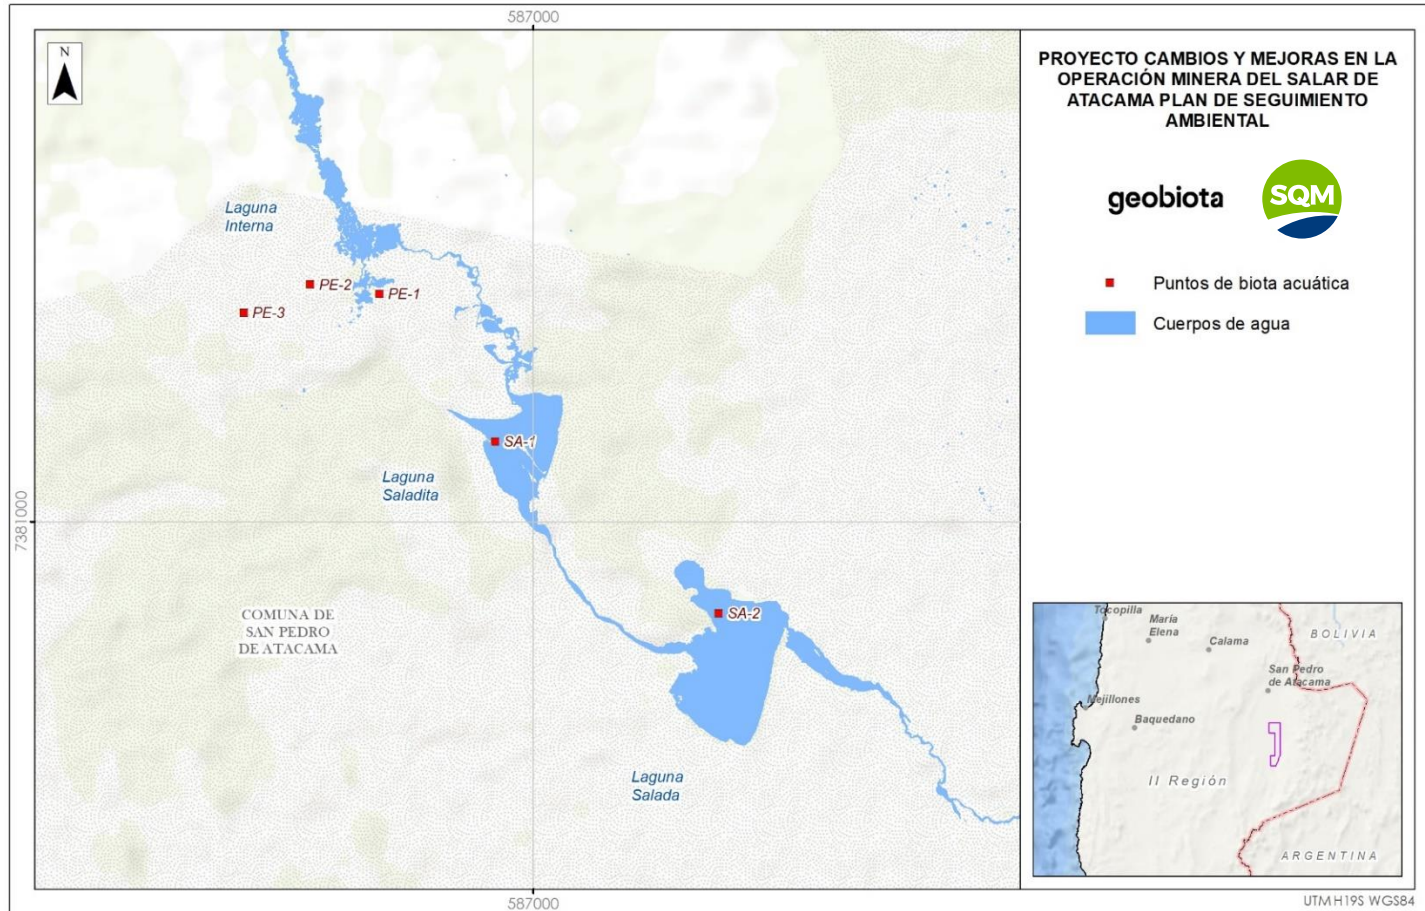 587000
N
Laguna
Interna
PE-2
PE-1
PE-3
SA-1
Laguna
Saladita
7381000
SA-2
COMUNA DE
SAN PEDRO
DE ATACAMA
Laguna
Salada
587000
PROYECTO CAMBIOS Y MEJORAS EN LA
OPERACIÓN MINERA DEL SALAR DE
ATACAMA PLAN DE SEGUIMIENTO
AMBIENTAL
geobiota
SQM
Puntos de biota acuática
Cuerpos de agua
Tocopilla
María
Elena
Calama
BOLIVIA
San Pedro
de Atacama
Mejillones
Baquedano
II Región
ARGENTINA
UTM H19S WGS84